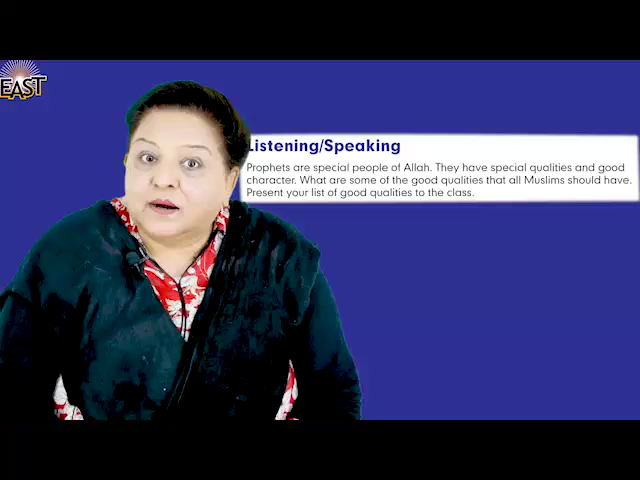 EAST
Listening/Speaking
Prophets are special people of Allah. They have special qualities and good
character. What are some of the good qualities that all Muslims should have.
Present your list of good qualities to the class.